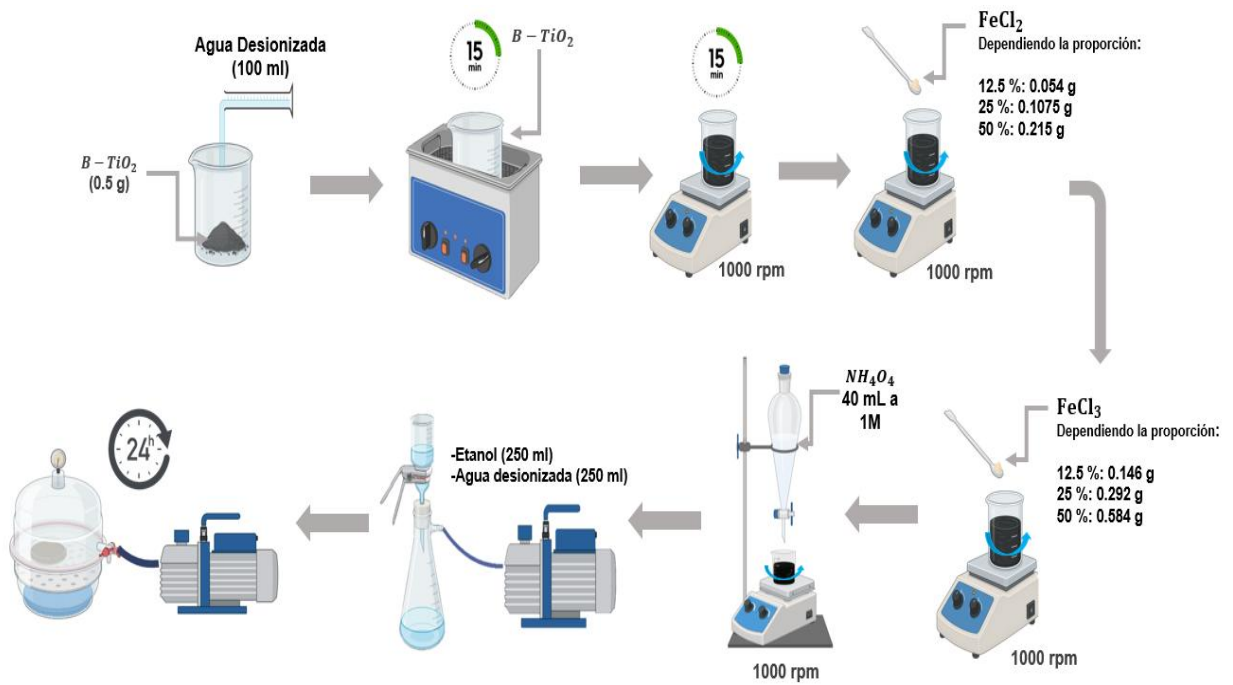 Agua Desionizada
(100 ml)
B − TiO₂
(0.5 g)
15
min
B − TiO₂
15
min
1000 rpm
FeCl₂
Dependiendo la proporción:
12.5 %: 0.054 g
25 %: 0.1075 g
50 %: 0.215 g
1000 rpm
FeCl₃
Dependiendo la proporción:
12.5 %: 0.146 g
25 %: 0.292 g
50 %: 0.584 g
1000 rpm
NH₄O₄
40 mL a
1M
1000 rpm
-Etanol (250 ml)
-Agua desionizada (250 ml)
24h